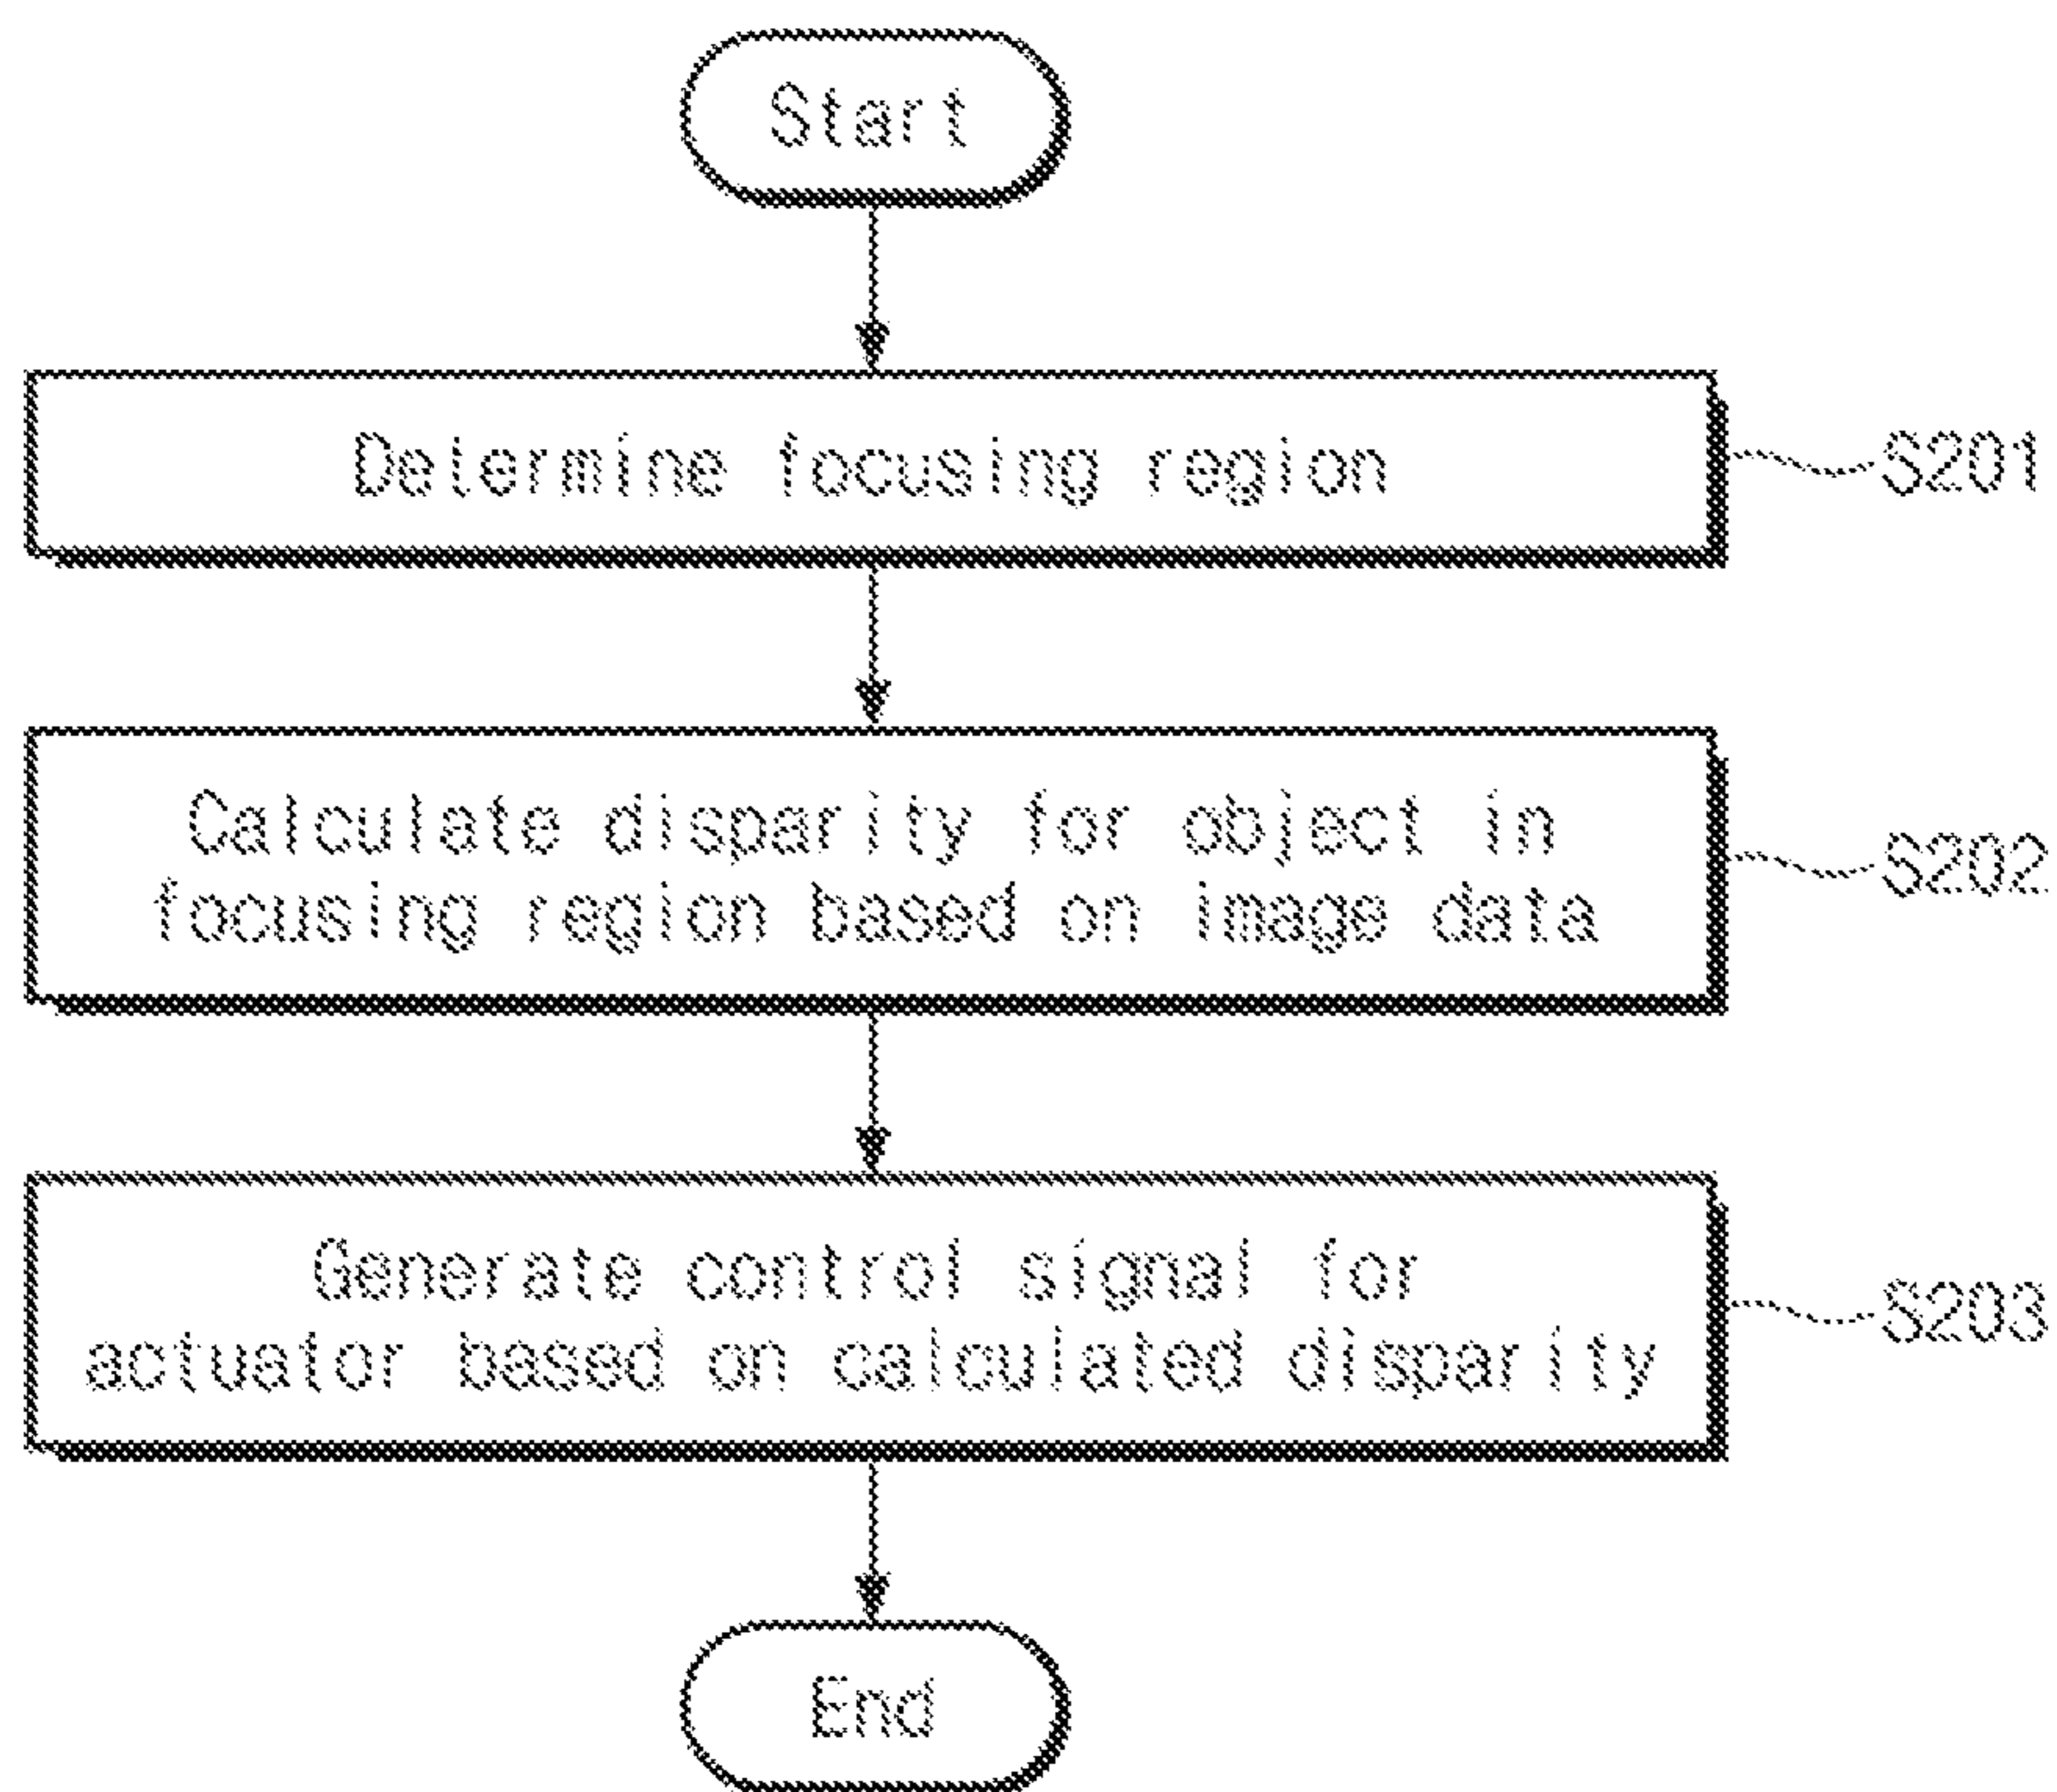 Start
Determine focusing region
S201
Calculate disparity for object in
focusing region based on image data
S202
Generate control signal for
actuator based on calculated disparity
S203
End